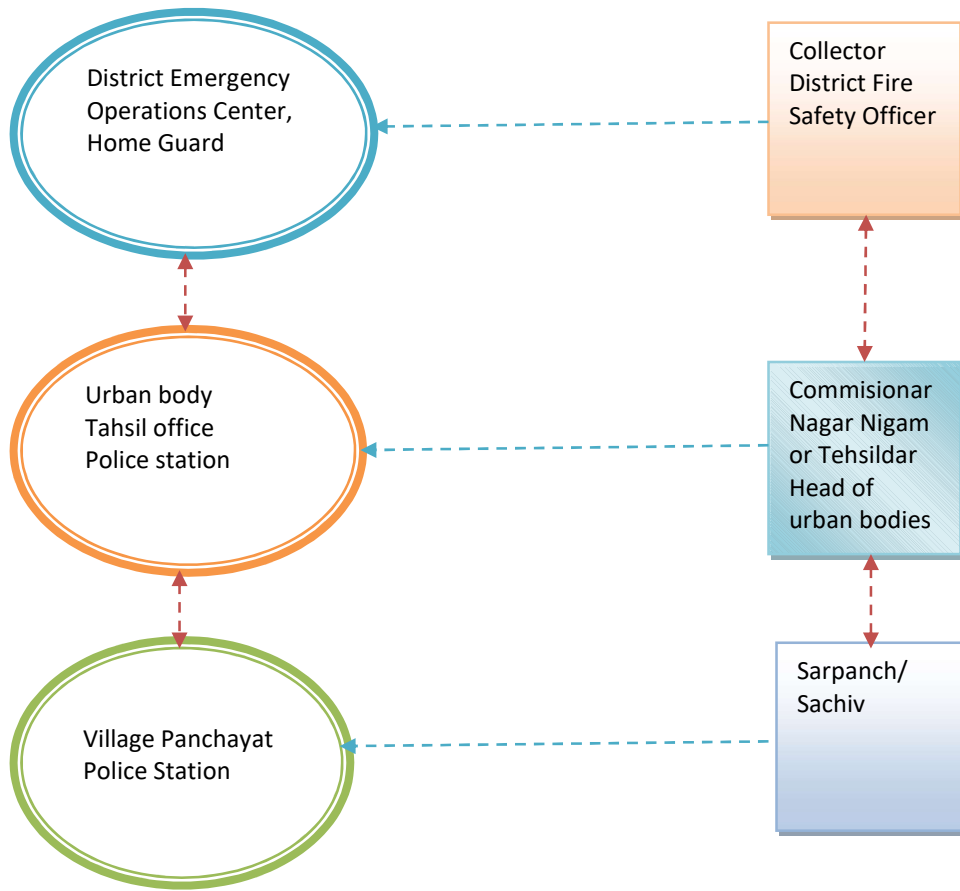 District Emergency
Operations Center,
Home Guard
Collector
District Fire
Safety Officer
Urban body
Tahsil office
Police station
Commisionar
Nagar Nigam
or Tehsildar
Head of
urban bodies
Village Panchayat
Police Station
Sarpanch/
Sachiv